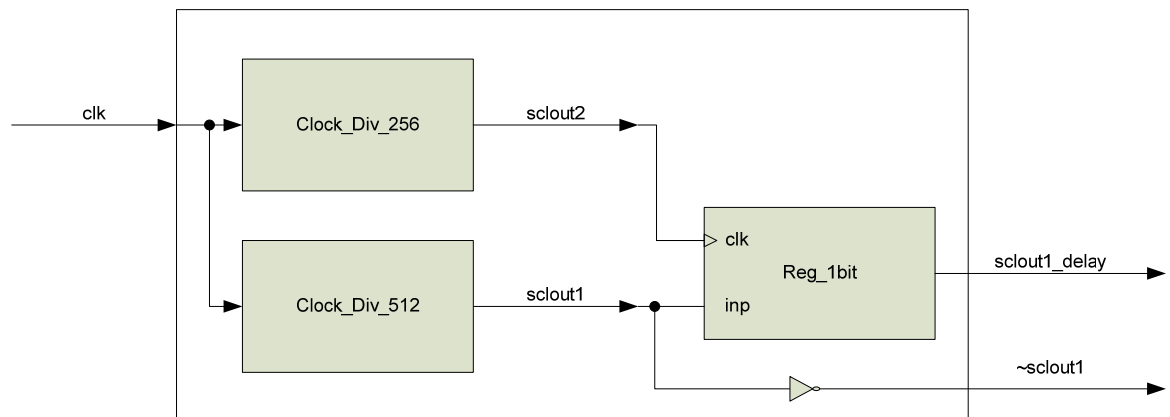 clk
Clock_Div_256
sclout2
clk
Reg_1bit
sclout1_delay
Clock_Div_512
sclout1
inp
~sclout1